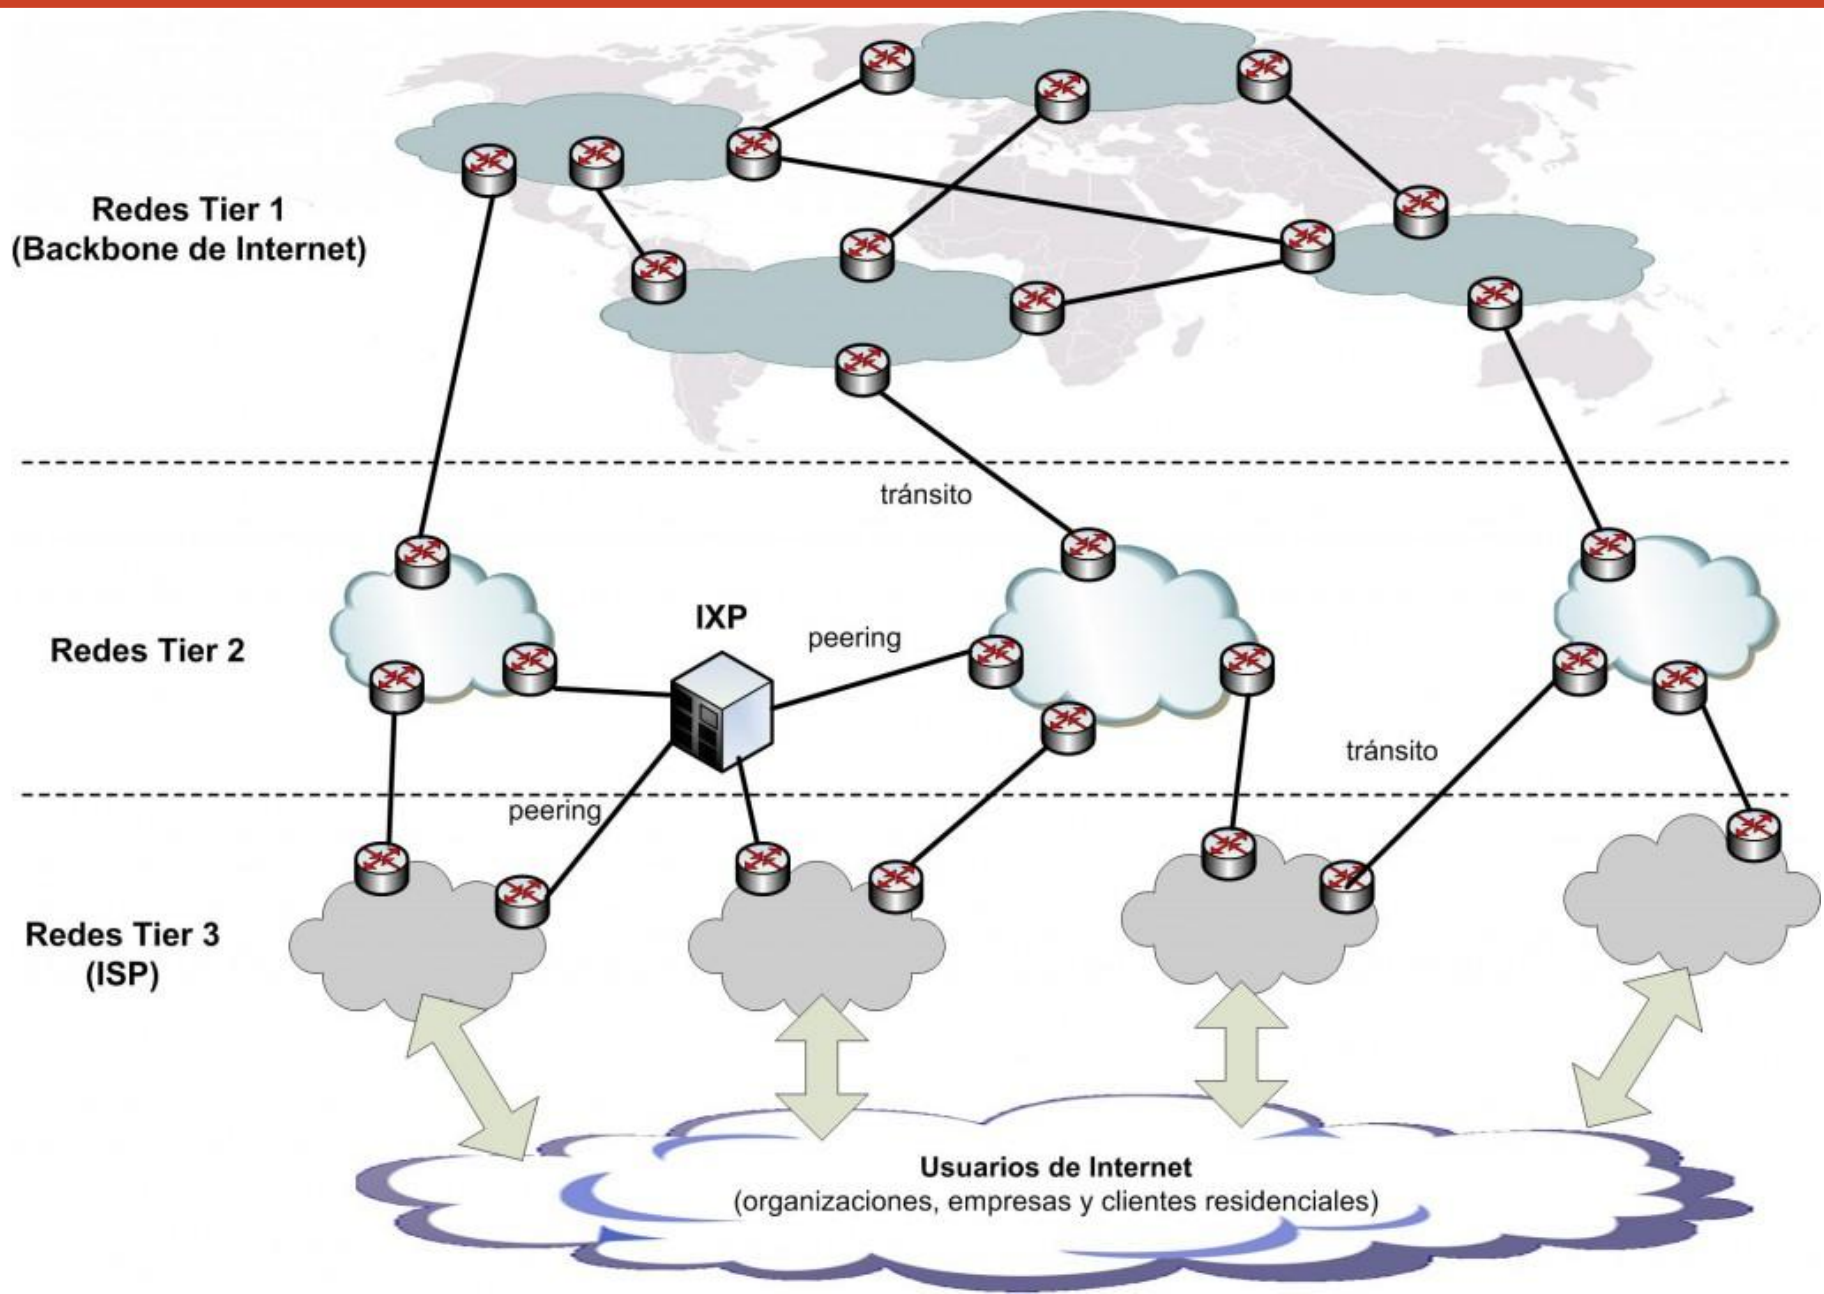 Redes Tier 1
(Backbone de Internet)
tránsito
IXP
peering
Redes Tier 2
tránsito
peering
Redes Tier 3
(ISP)
Usuarios de Internet
(organizaciones, empresas y clientes residenciales)